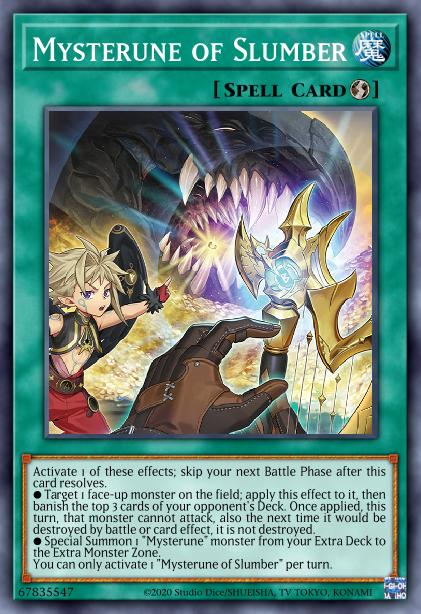 Mysterune of Slumber
[Spell Card]
Activate 1 of these effects; skip your next Battle Phase after this
card resolves.
● Target 1 face-up monster on the field; apply this effect to it, then
banish the top 3 cards of your opponent's Deck. Once applied, this
turn, that monster cannot attack, also the next time it would be
destroyed by battle or card effect, it is not destroyed.
● Special Summon 1 "Mysterune" monster from your Extra Deck to
the Extra Monster Zone.
You can only activate 1 "Mysterune of Slumber" per turn.
67835547
©2020 Studio Dice/SHUEISHA, TV TOKYO, KONAMI